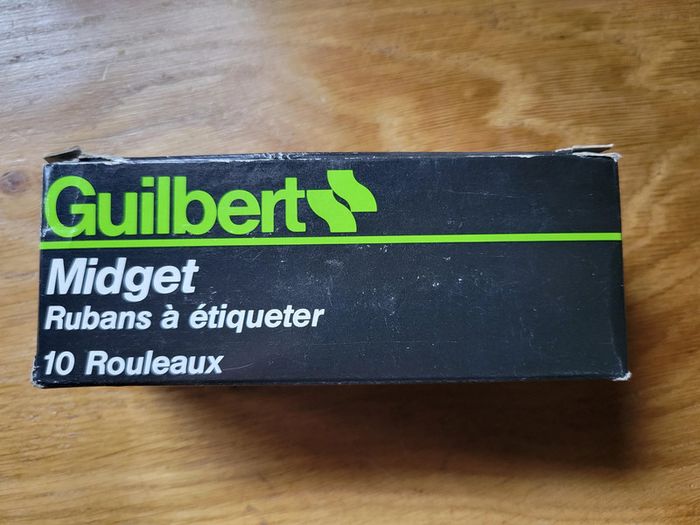 Guilbert
Midget
Rubans à étiqueter
10 Rouleaux